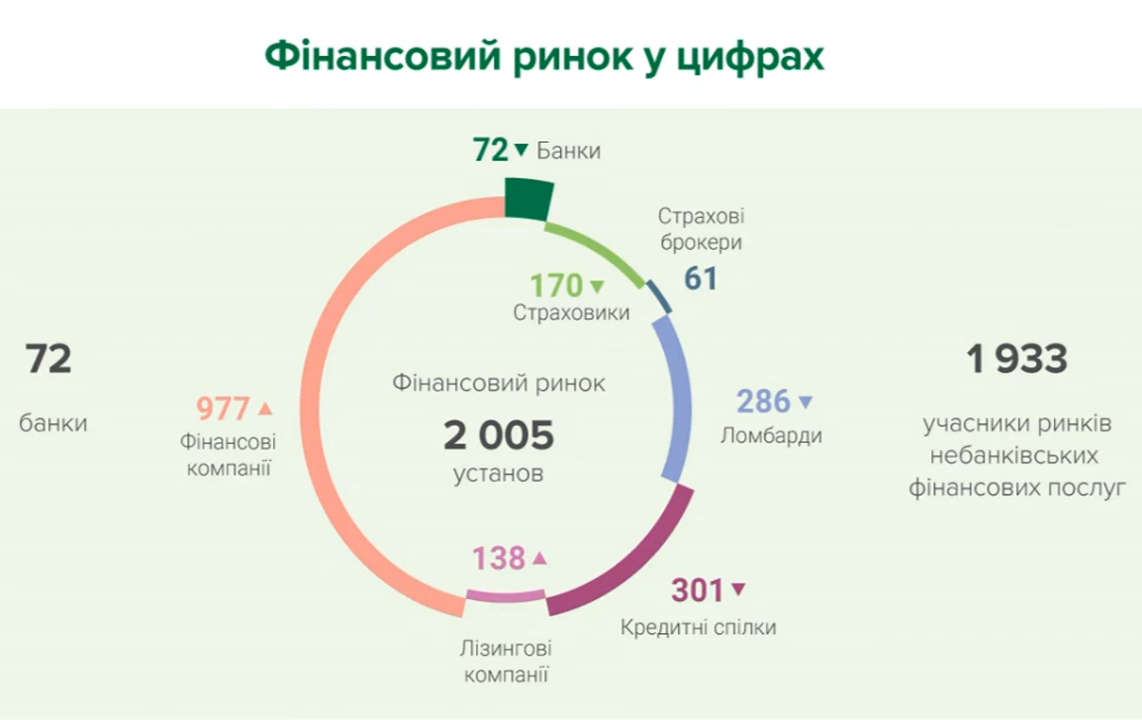 Фінансовий ринок у цифрах
72 ▼ Банки
Страхові
брокери
61
170 ▼
Страховики
72
банки
977 ▲
Фінансові
компанії
Фінансовий ринок
2 005
установ
286 ▼
Ломбарди
1 933
учасники ринків
небанківських
фінансових послуг
138 ▲
Лізингові
компанії
301 ▼
Кредитні спілки